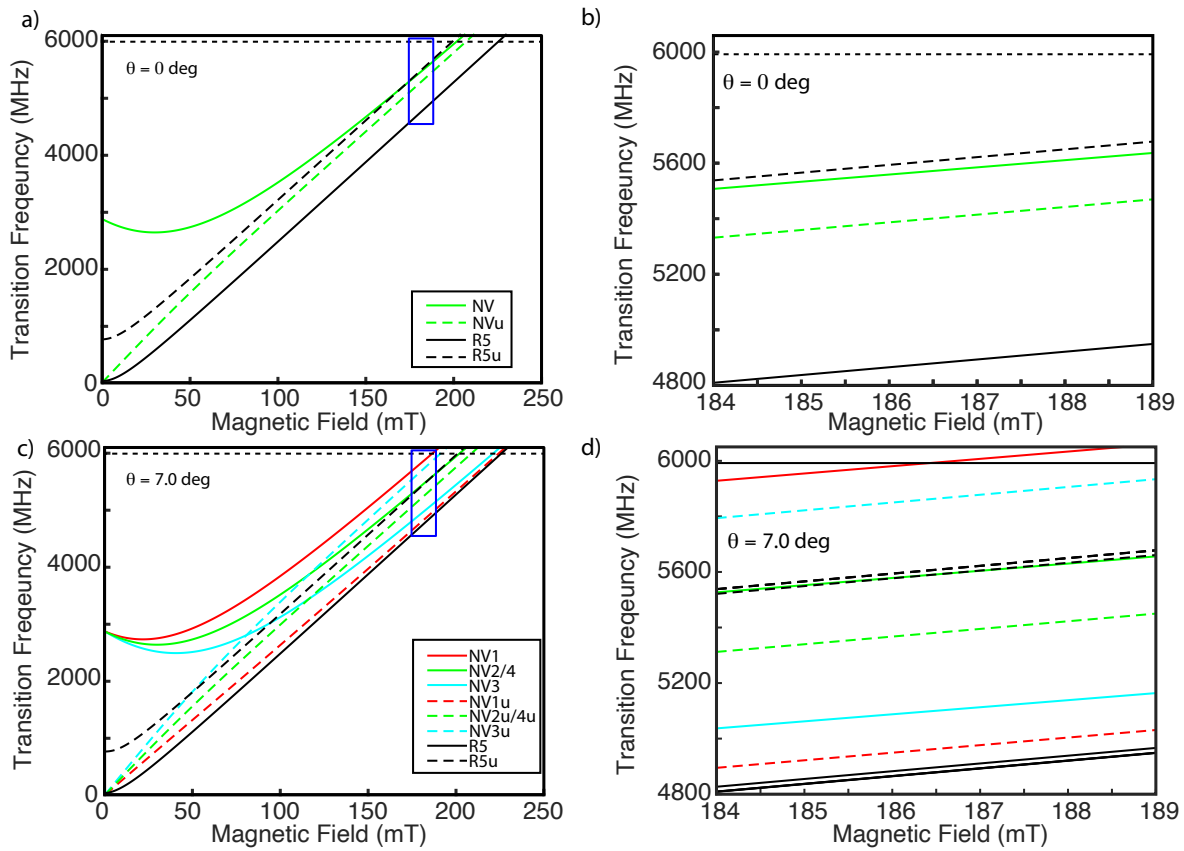 a)
6000
4000
2000
0
Transition Freqeuncy (MHz)
θ = 0 deg
NV
NVu
R5
R5u
0 50 100 150 200 250
Magnetic Field (mT)
b)
6000
5600
5200
4800
Transition Freqeuncy (MHz)
θ = 0 deg
184 185 186 187 188 189
Magnetic Field (mT)
c)
6000
4000
2000
0
Transition Freqeuncy (MHz)
θ = 7.0 deg
NV1
NV2/4
NV3
NV1u
NV2u/4u
NV3u
R5
R5u
0 50 100 150 200 250
Magnetic Field (mT)
d)
6000
5600
5200
4800
Transition Freqeuncy (MHz)
θ = 7.0 deg
184 185 186 187 188 189
Magnetic Field (mT)